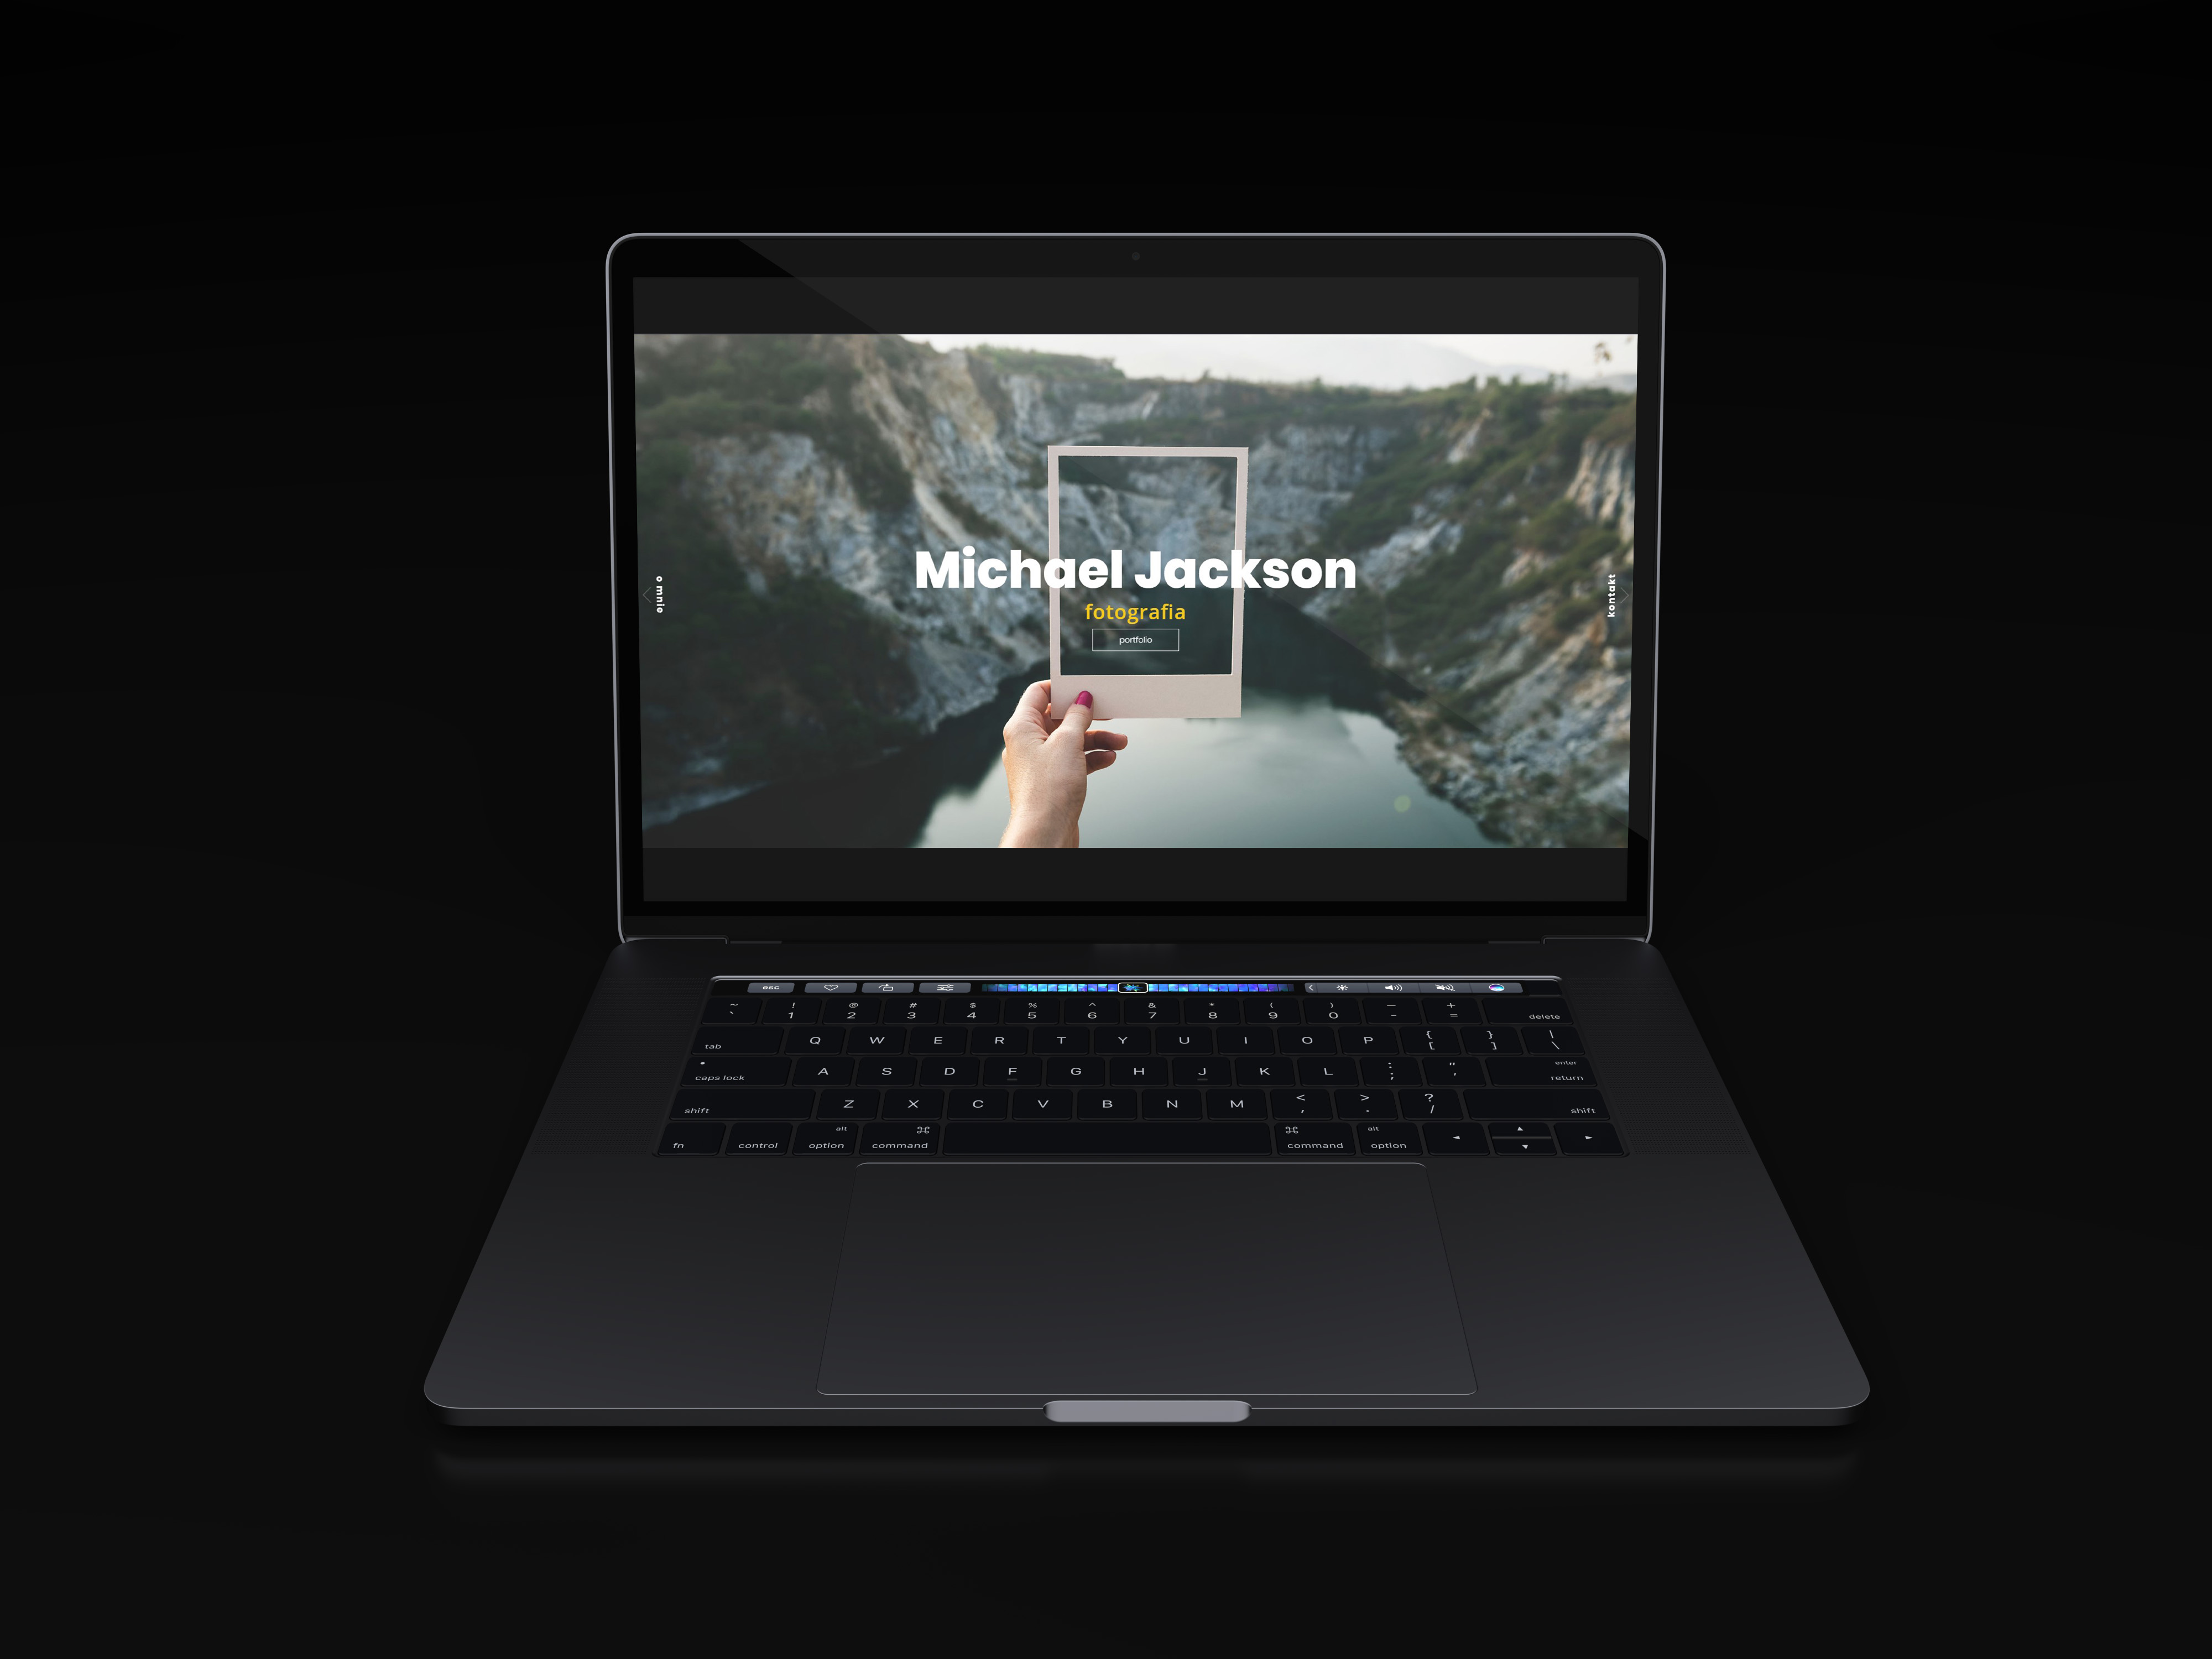 Michael Jackson
fotografia
portfolio
o mnie
kontakt
esc
~ ! @ # $ % ^ & * ( ) — +
` 1 2 3 4 5 6 7 8 9 0 - = delete
tab Q W E R T Y U I O P { [ } ] | \
caps lock A S D F G H J K L : ; " ' enter return
shift Z X C V B N M < , > . ? / shift
fn control alt option ⌘ command ⌘ command alt option